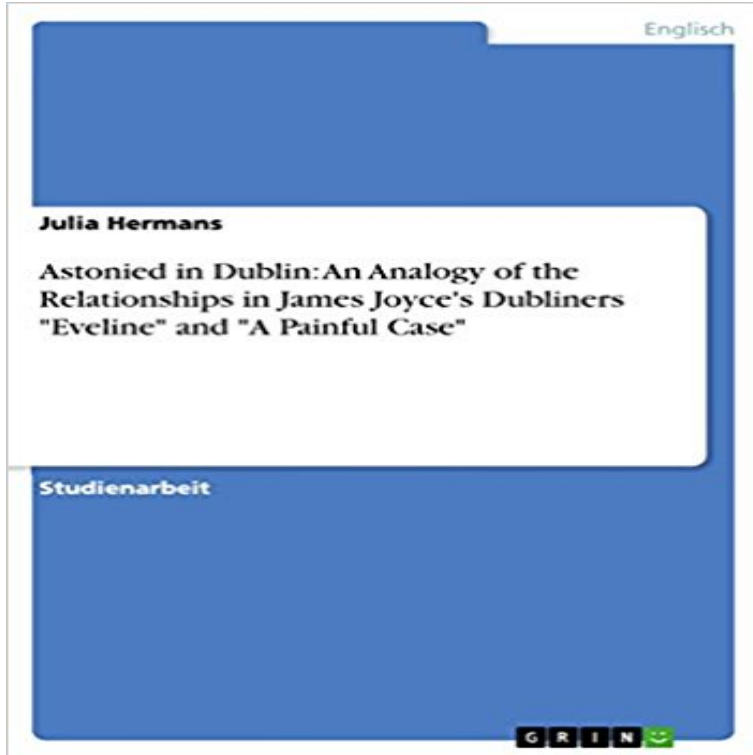 Englisch
Julia Hermans
Astonied in Dublin: An Analogy of the
Relationships in James Joyce's Dubliners
"Eveline" and "A Painful Case"
Studienarbeit
GRIN